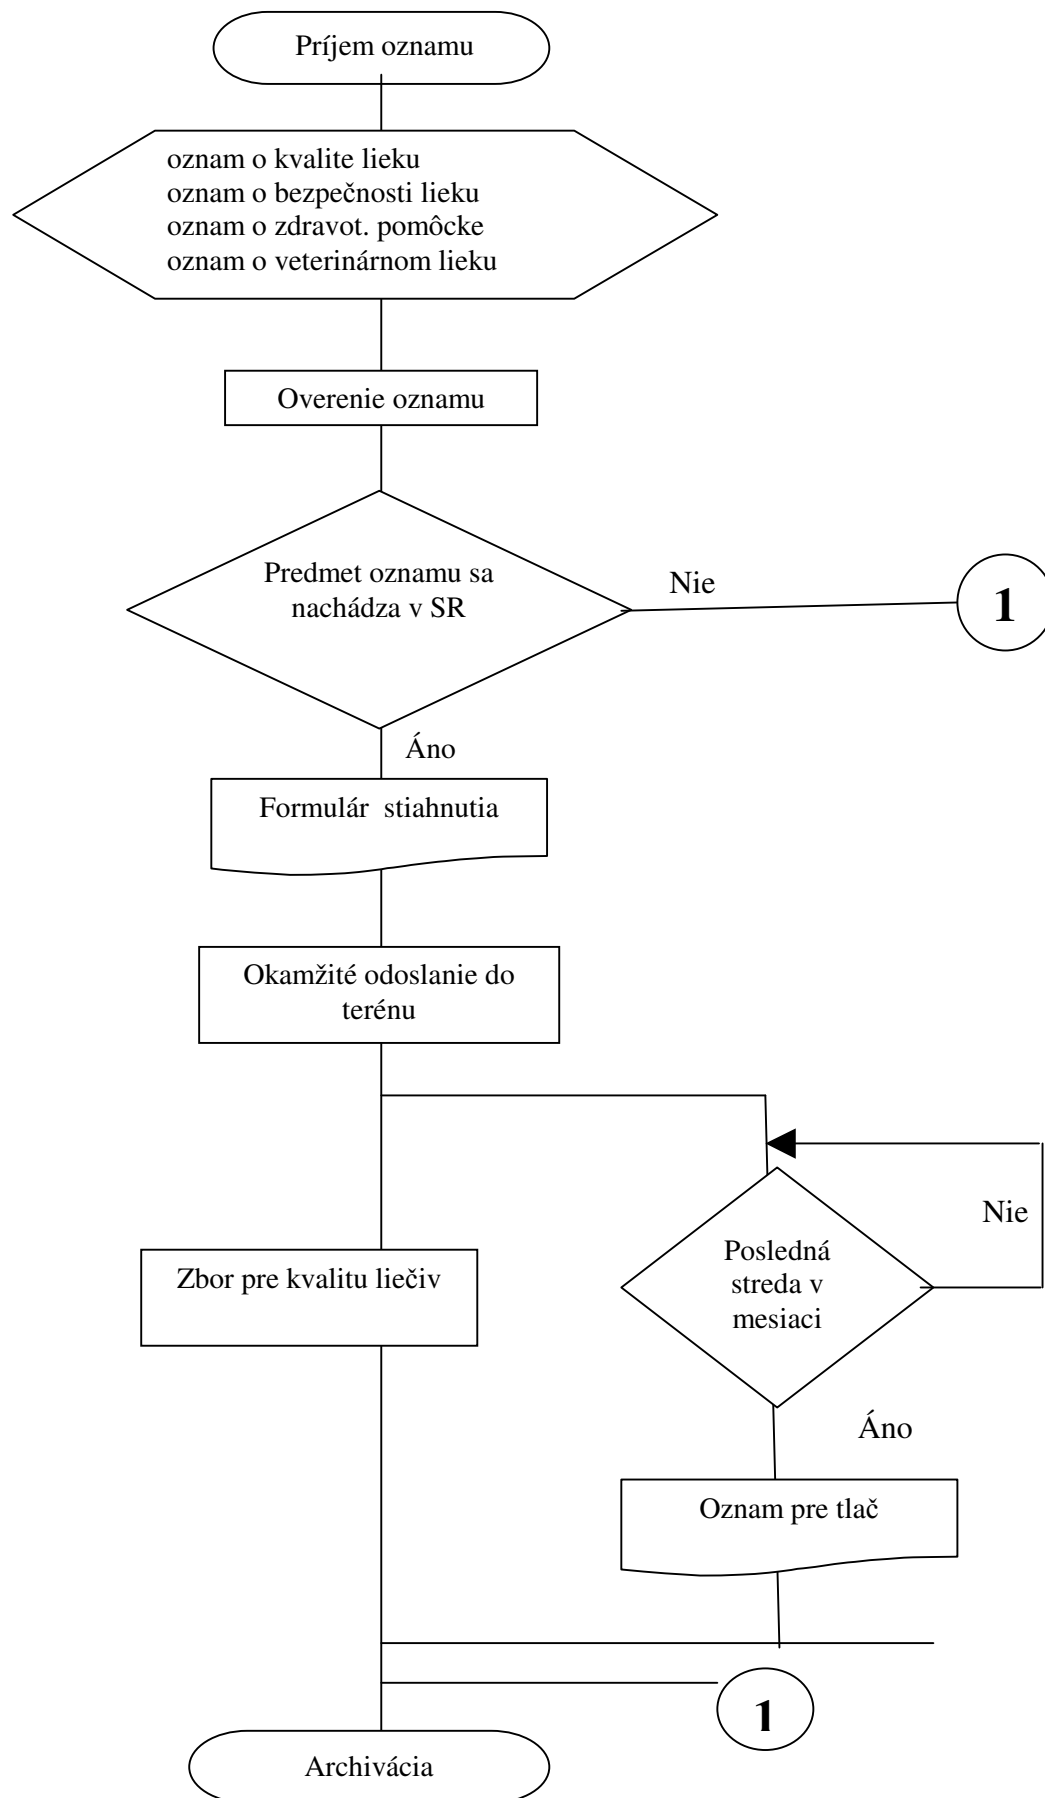 Príjem oznamu
oznam o kvalite lieku
oznam o bezpečnosti lieku
oznam o zdravot. pomôcke
oznam o veterinárnom lieku
Overenie oznamu
Predmet oznamu sa
nachádza v SR
Nie
1
Áno
Formulár stiahnutia
Okamžité odoslanie do
terénu
Nie
Posledná
streda v
mesiaci
Zbor pre kvalitu liečiv
Áno
Oznam pre tlač
1
Archivácia